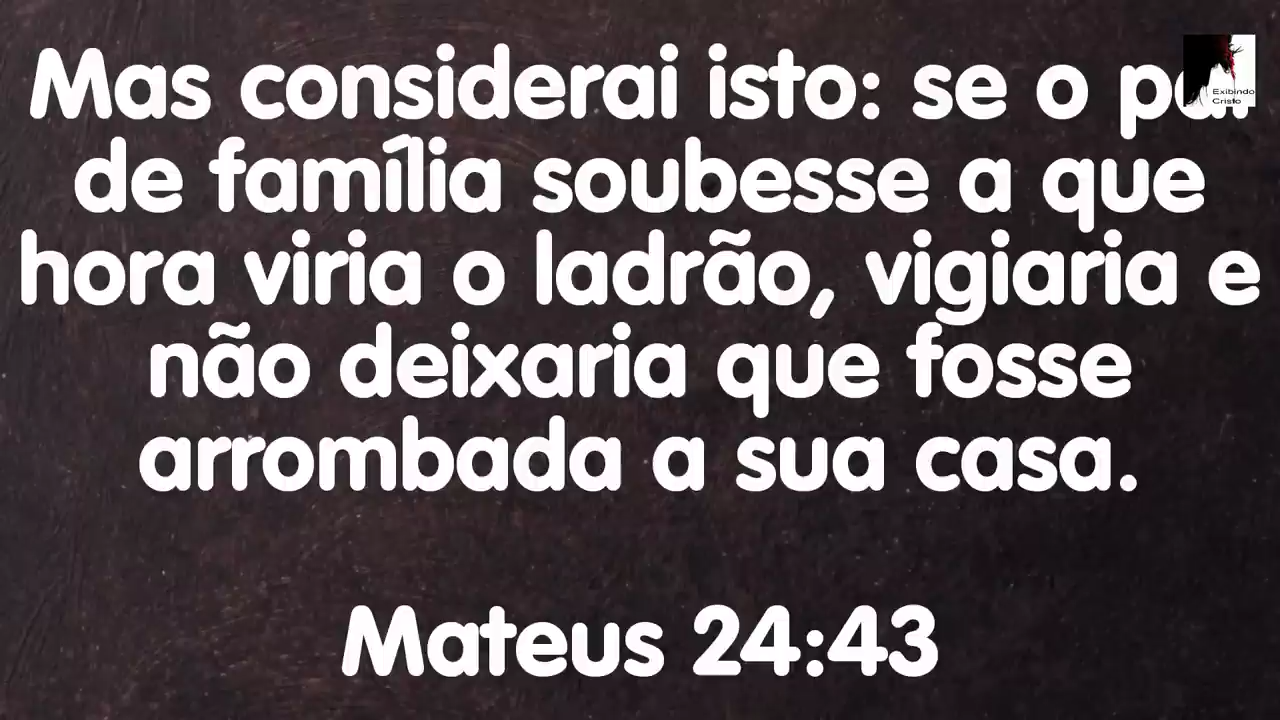 Mas considerai isto: se o pai
de família soubesse a que
hora viria o ladrão, vigiaria e
não deixaria que fosse
arrombada a sua casa.
Mateus 24:43
Exibindo
Cristo